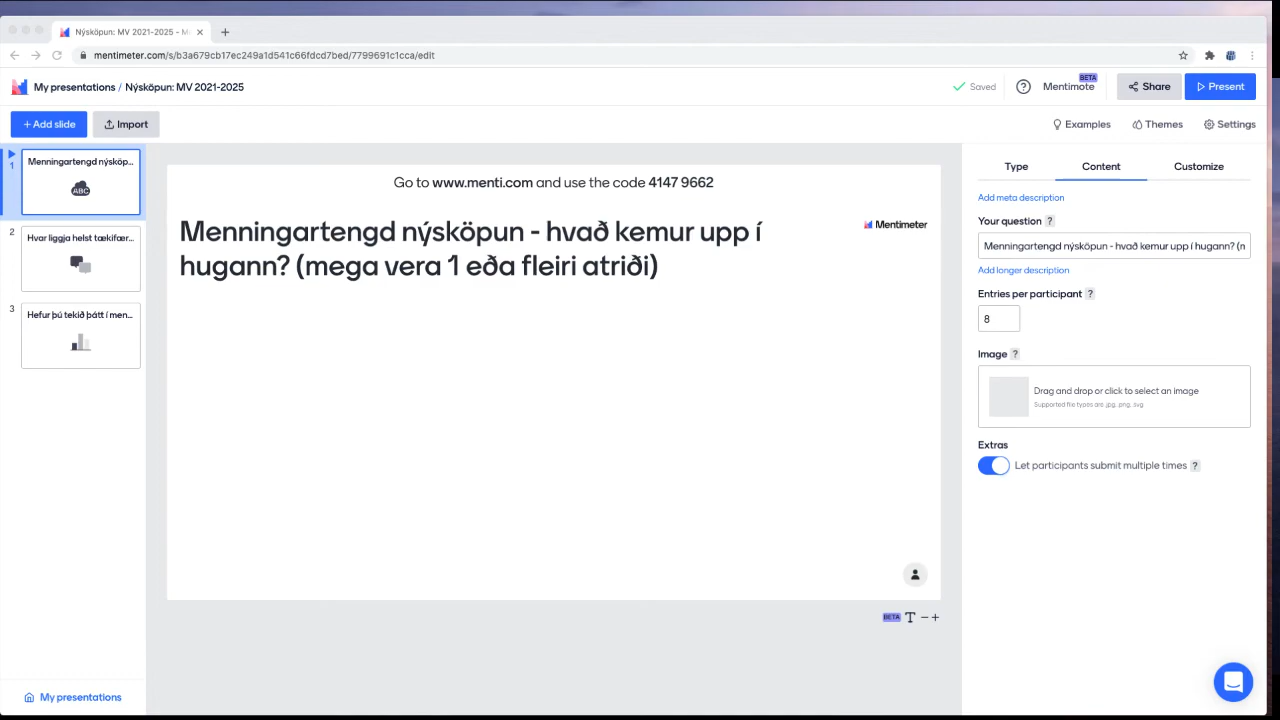 Nýsköpun: MV 2021-2025 - M
mentimeter.com/s/b3a679cb17ec249a1d541c66fdcd7bed/7799691c1cca/edit
My presentations / Nýsköpun: MV 2021-2025
Saved
Mentimote
BETA
Share
Present
+ Add slide
Import
Examples
Themes
Settings
1
Menningartengd nýsköp...
ABC
2
Hvar liggja helst tækifær...
3
Hefur þú tekið þátt í men...
My presentations
Go to www.menti.com and use the code 4147 9662
Menningartengd nýsköpun - hvað kemur upp í
hugann? (mega vera 1 eða fleiri atriði)
Mentimeter
BETA T − +
Type
Content
Customize
Add meta description
Your question ?
Menningartengd nýsköpun - hvað kemur upp í hugann? (n
Add longer description
Entries per participant ?
8
Image ?
Drag and drop or click to select an image
Supported file types are .jpg, .png, .svg
Extras
Let participants submit multiple times ?